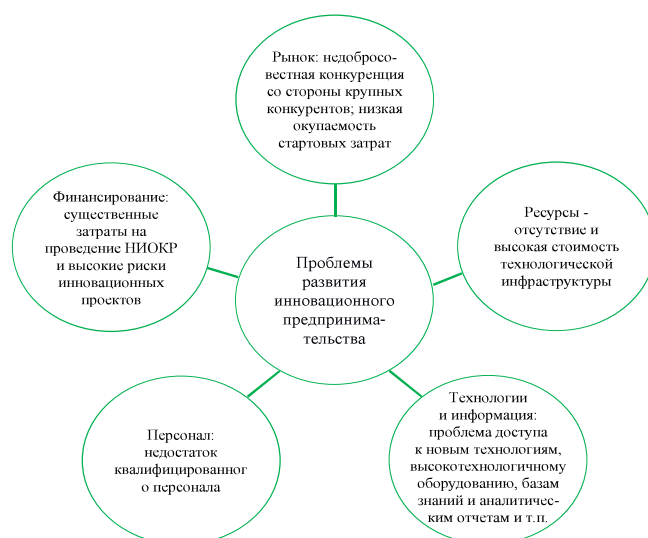 Рынок: недобросо-
вестная конкуренция
со стороны крупных
конкурентов; низкая
окупаемость
стартовых затрат
Финансирование:
существенные
затраты на
проведение НИОКР
и высокие риски
инновационных
проектов
Ресурсы -
отсутствие и
высокая стоимость
технологической
инфраструктуры
Проблемы
развития
инновационного
предпринима-
тельства
Персонал:
недостаток
квалифицированног
о персонала
Технологии
и информация:
проблема доступа
к новым технологиям,
высокотехнологичному
оборудованию, базам
знаний и аналитичес-
ким отчетам и т.п.